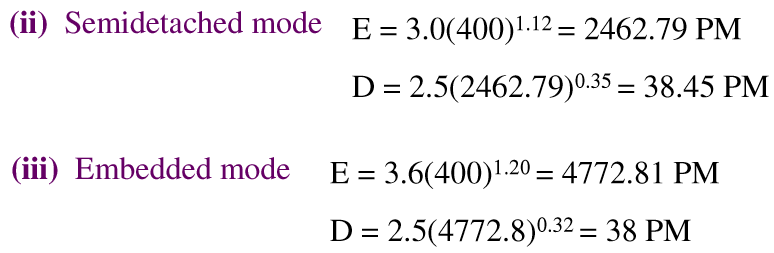 (ii) Semidetached mode E = 3.0(400)^1.12 = 2462.79 PM
D = 2.5(2462.79)^0.35 = 38.45 PM
(iii) Embedded mode E = 3.6(400)^1.20 = 4772.81 PM
D = 2.5(4772.8)^0.32 = 38 PM